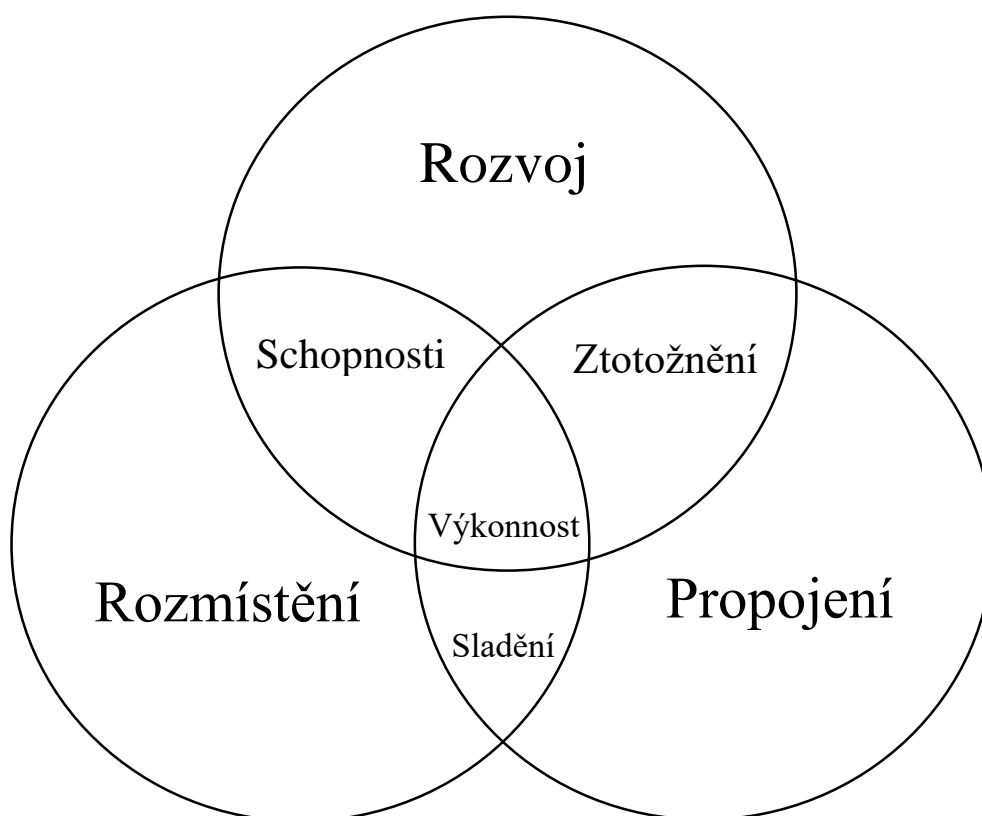 Rozvoj
Schopnosti
Ztotožnění
Výkonnost
Rozmístění
Propojení
Sladění